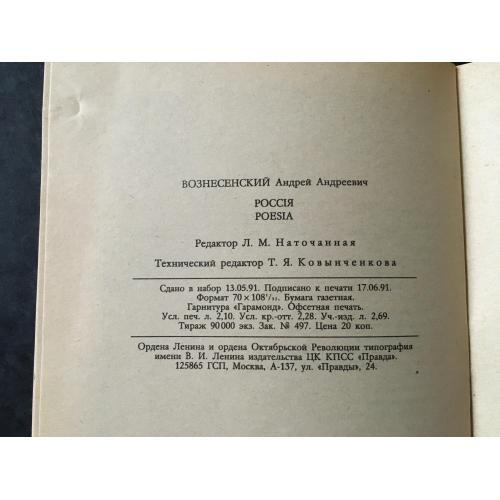 ВОЗНЕСЕНСКИЙ Андрей Андреевич
РОССIЯ
POESIA
Редактор Л. М. Наточанная
Технический редактор Т. Я. Ковынченкова
Сдано в набор 13.05.91. Подписано к печати 17.06.91.
Формат 70×108¹/₃₂. Бумага газетная.
Гарнитура «Гарамонд». Офсетная печать.
Усл. печ. л. 2,10. Усл. кр.-отт. 2,28. Уч.-изд. л. 2,69.
Тираж 90 000 экз. Зак. № 497. Цена 20 коп.
Ордена Ленина и ордена Октябрьской Революции типография
имени В. И. Ленина издательства ЦК КПСС «Правда».
125865 ГСП, Москва, А-137, ул. «Правды», 24.